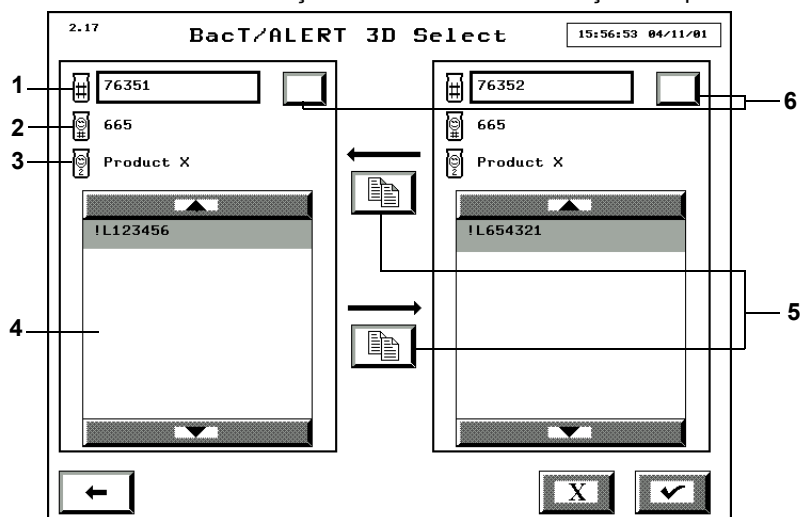 2.17
BacT/ALERT 3D Select
15:56:53 04/11/01
1
76351
76352
6
2
665
665
3
Product X
Product X
!L123456
!L654321
4
5
X